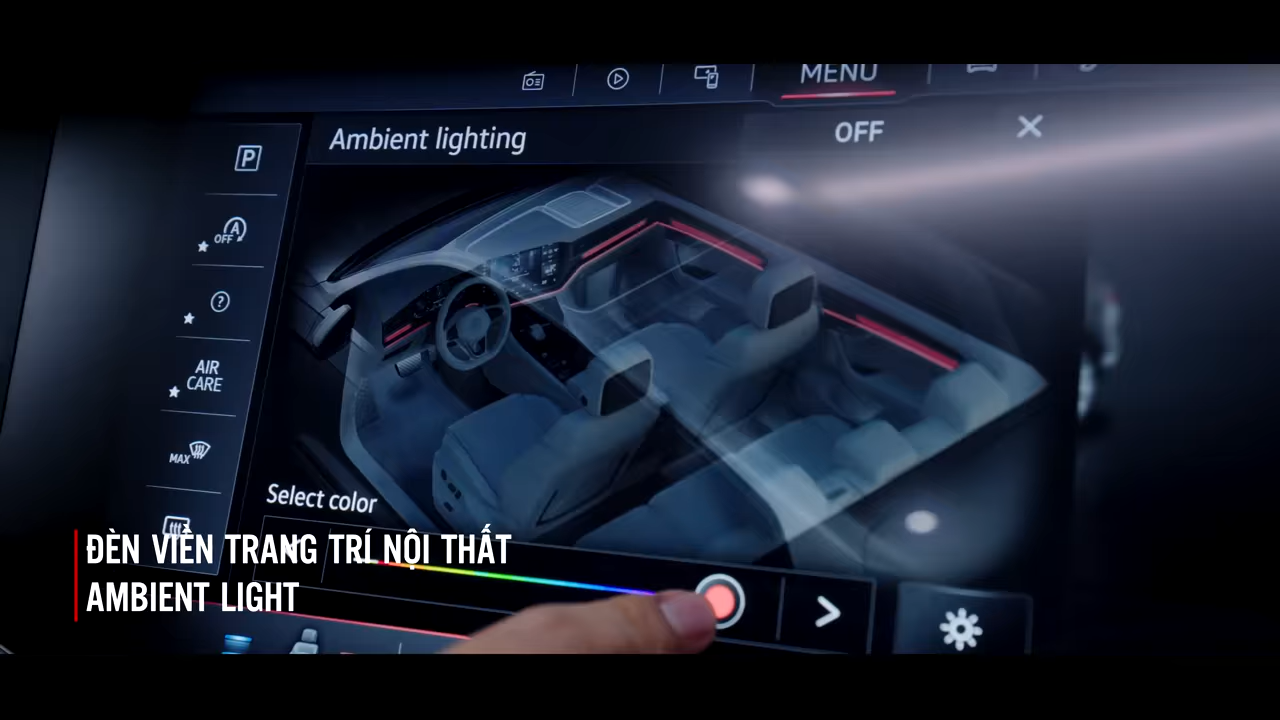 MENU
Ambient lighting
OFF
P
A
OFF
?
AIR
CARE
MAX
Select color
ĐÈN VIỀN TRANG TRÍ NỘI THẤT
AMBIENT LIGHT